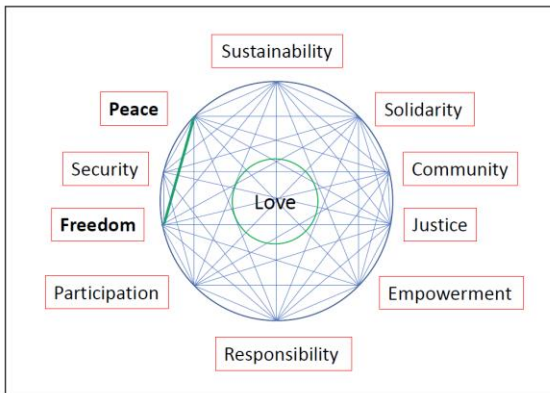 Sustainability
Peace
Solidarity
Security
Community
Love
Freedom
Justice
Participation
Empowerment
Responsibility